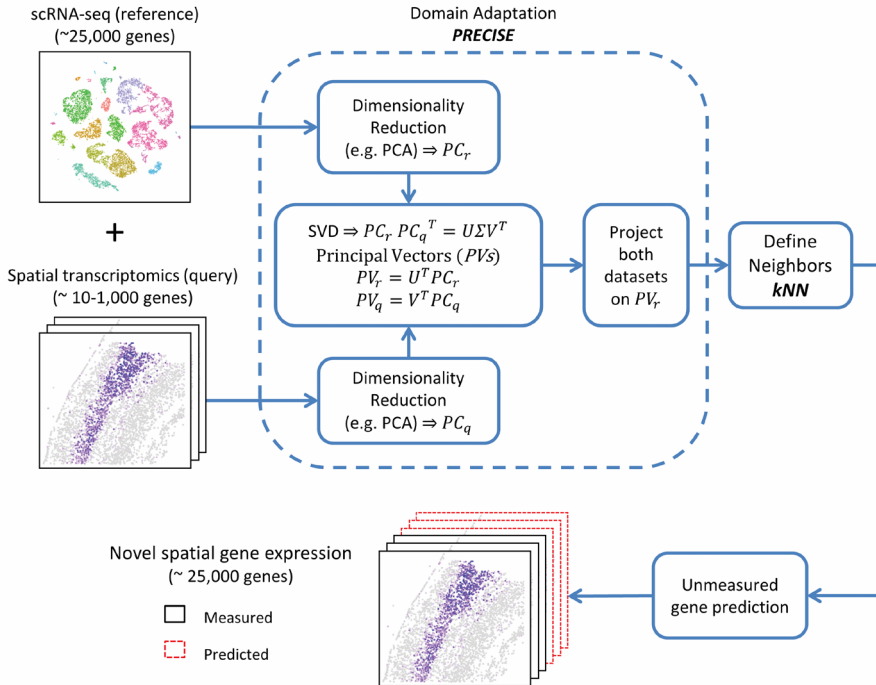 scRNA-seq (reference)
(~25,000 genes)
+
Spatial transcriptomics (query)
(~ 10-1,000 genes)
Domain Adaptation
PRECISE
Dimensionality
Reduction
(e.g. PCA) ⇒ PC_r
SVD ⇒ PC_r PC_q^T = UΣV^T
Principal Vectors (PVs)
PV_r = U^T PC_r
PV_q = V^T PC_q
Dimensionality
Reduction
(e.g. PCA) ⇒ PC_q
Project
both
datasets
on PV_r
Define
Neighbors
kNN
Unmeasured
gene prediction
Novel spatial gene expression
(~ 25,000 genes)
Measured
Predicted